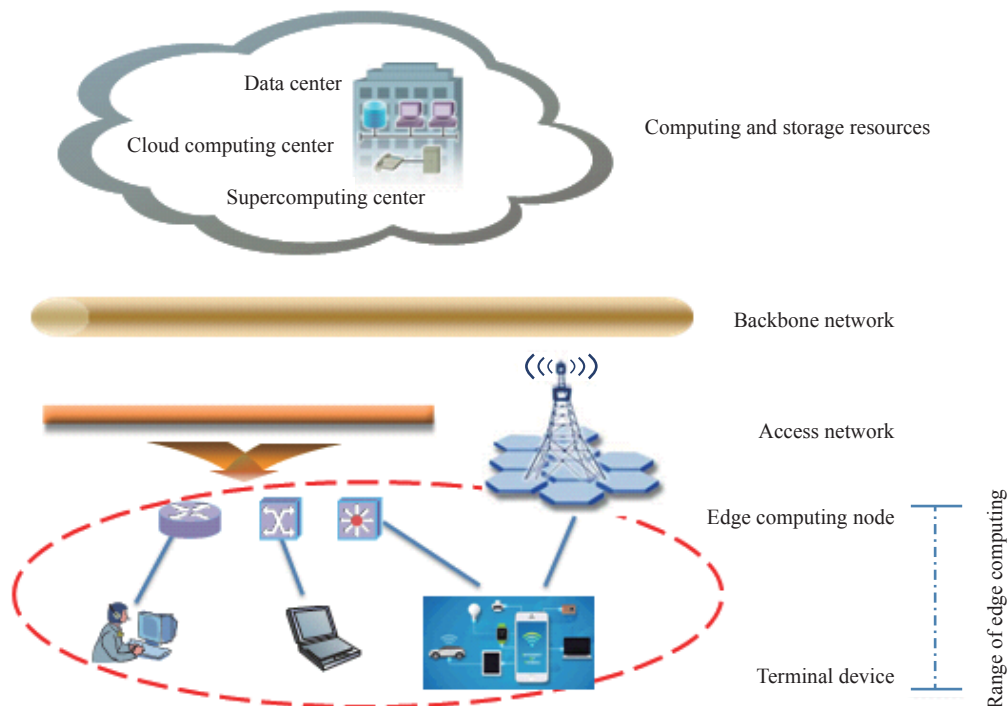 Data center
Cloud computing center
Supercomputing center
Computing and storage resources
Backbone network
Access network
Edge computing node
Terminal device
Range of edge computing